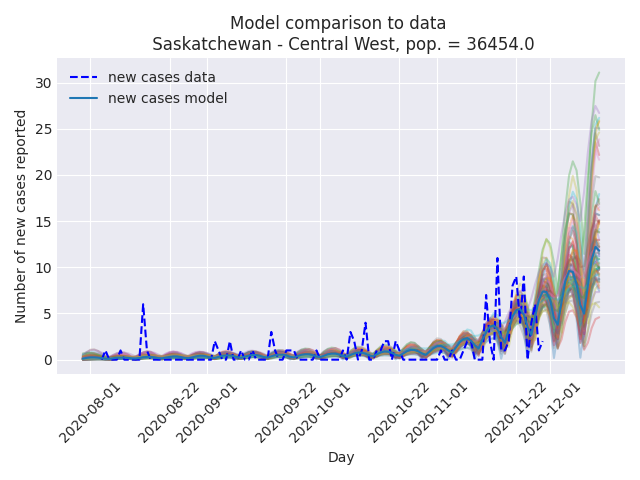 Model comparison to data
Saskatchewan - Central West, pop. = 36454.0
new cases data
new cases model
Number of new cases reported
30
25
20
15
10
5
0
2020-08-01
2020-08-22
2020-09-01
2020-09-22
2020-10-01
2020-10-22
2020-11-01
2020-11-22
2020-12-01
Day